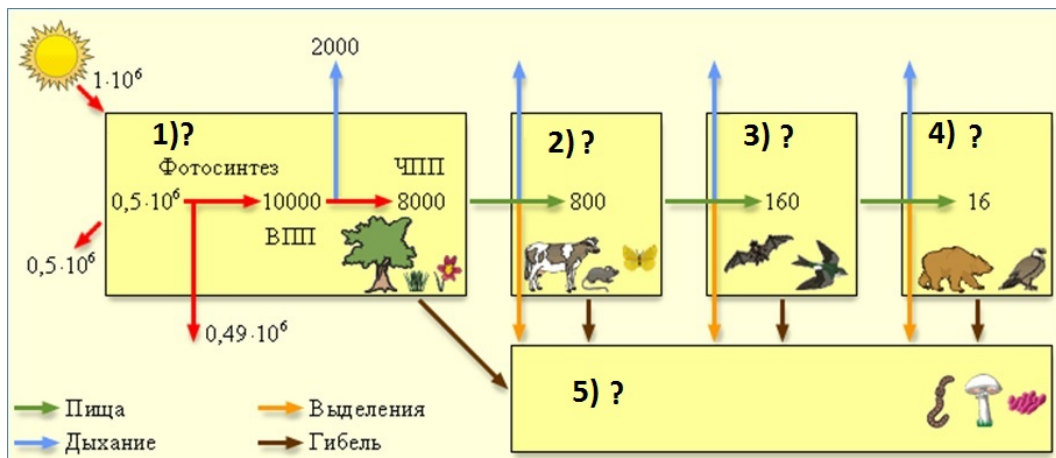 2000
1·10⁶
1)?
2) ?
3) ?
4) ?
Фотосинтез
ЧПП
0,5·10⁶
10000
8000
800
160
16
ВПП
0,5·10⁶
0,49·10⁶
5) ?
Пища
Выделения
Дыхание
Гибель